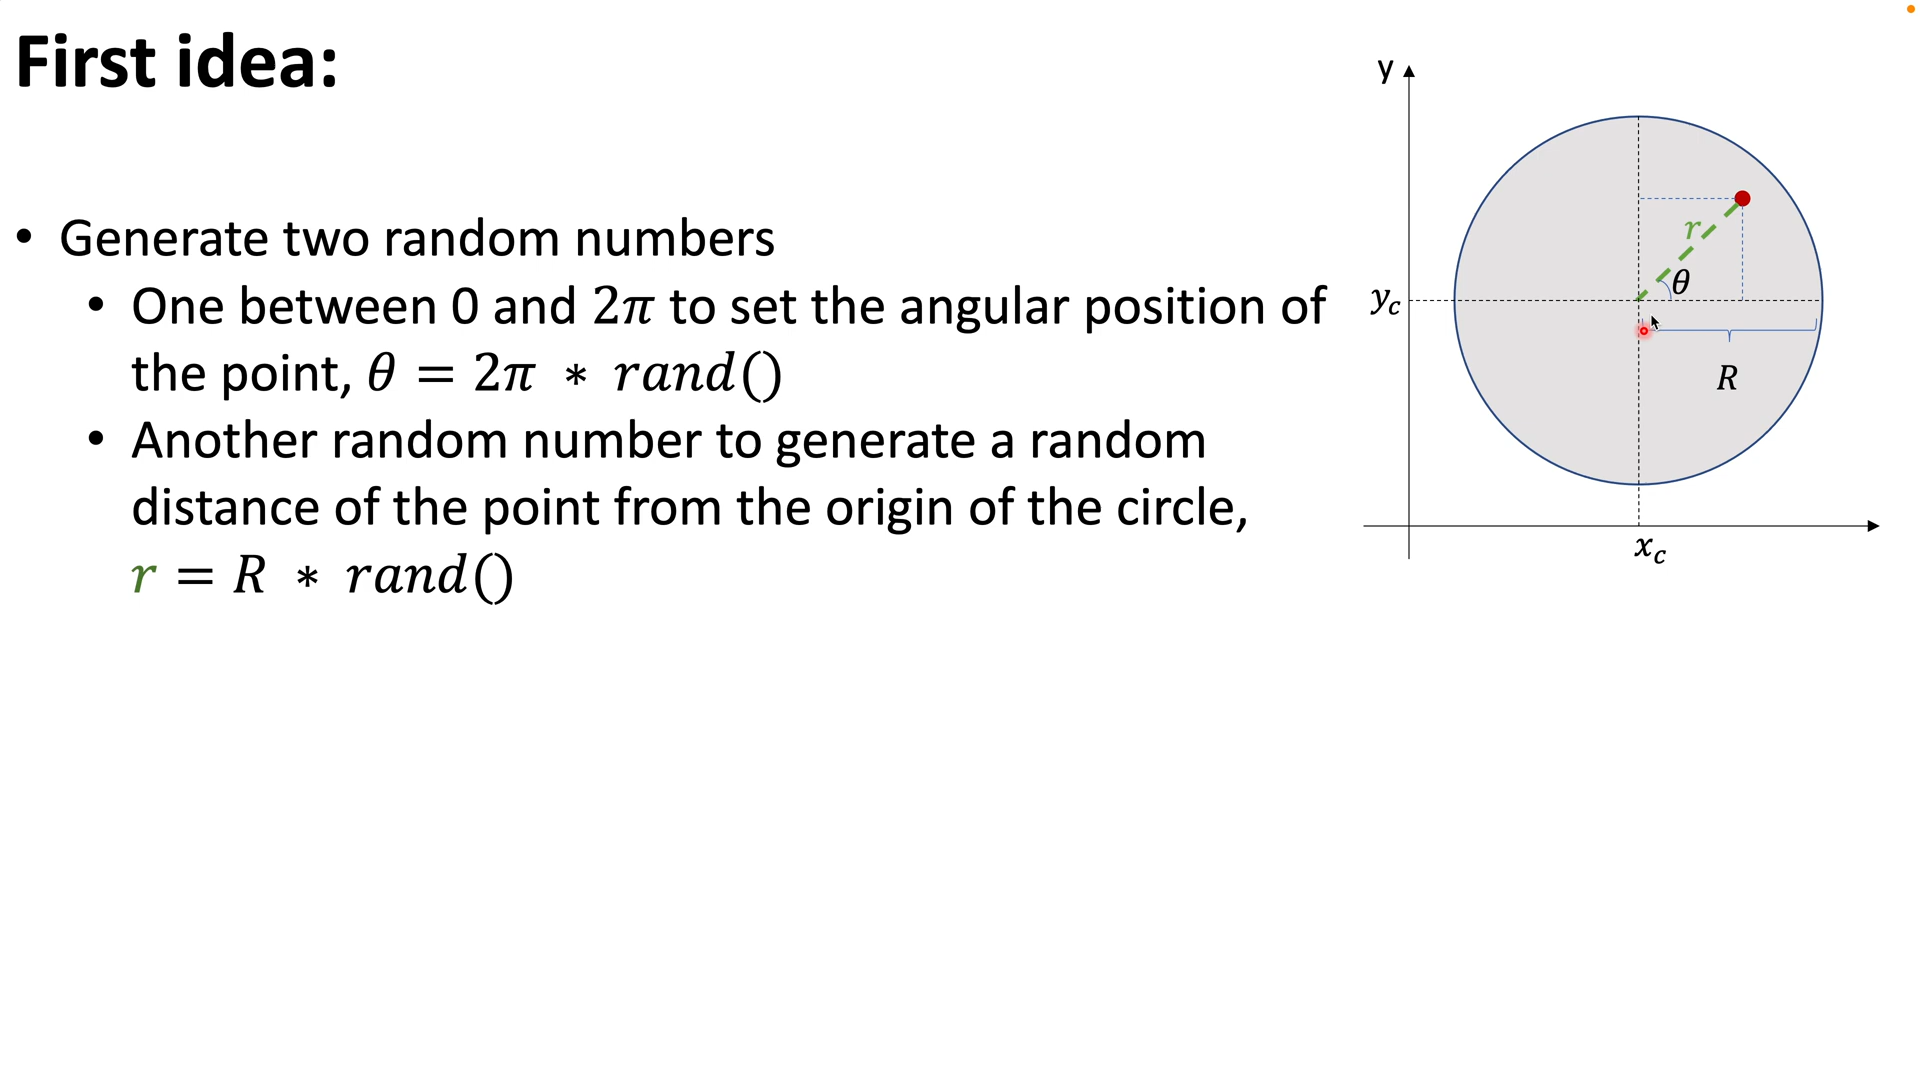 First idea:
• Generate two random numbers
• One between 0 and 2π to set the angular position of
the point, θ = 2π ∗ rand()
• Another random number to generate a random
distance of the point from the origin of the circle,
r = R ∗ rand()
y
r
θ
y_c
R
x_c